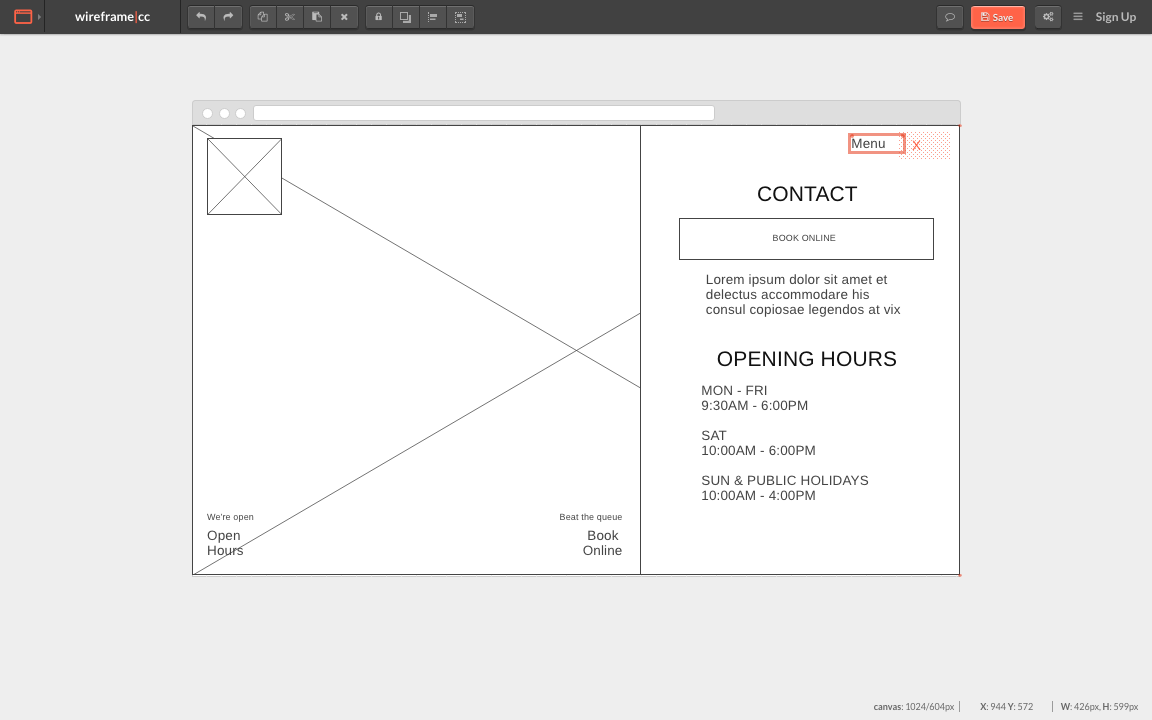 wireframe|cc
Save
Sign Up
Menu
X
CONTACT
BOOK ONLINE
Lorem ipsum dolor sit amet et
delectus accommodare his
consul copiosae legendos at vix
OPENING HOURS
MON - FRI
9:30AM - 6:00PM
SAT
10:00AM - 6:00PM
SUN & PUBLIC HOLIDAYS
10:00AM - 4:00PM
We're open
Open
Hours
Beat the queue
Book
Online
canvas: 1024/604px
X: 944 Y: 572
W: 426px, H: 599px